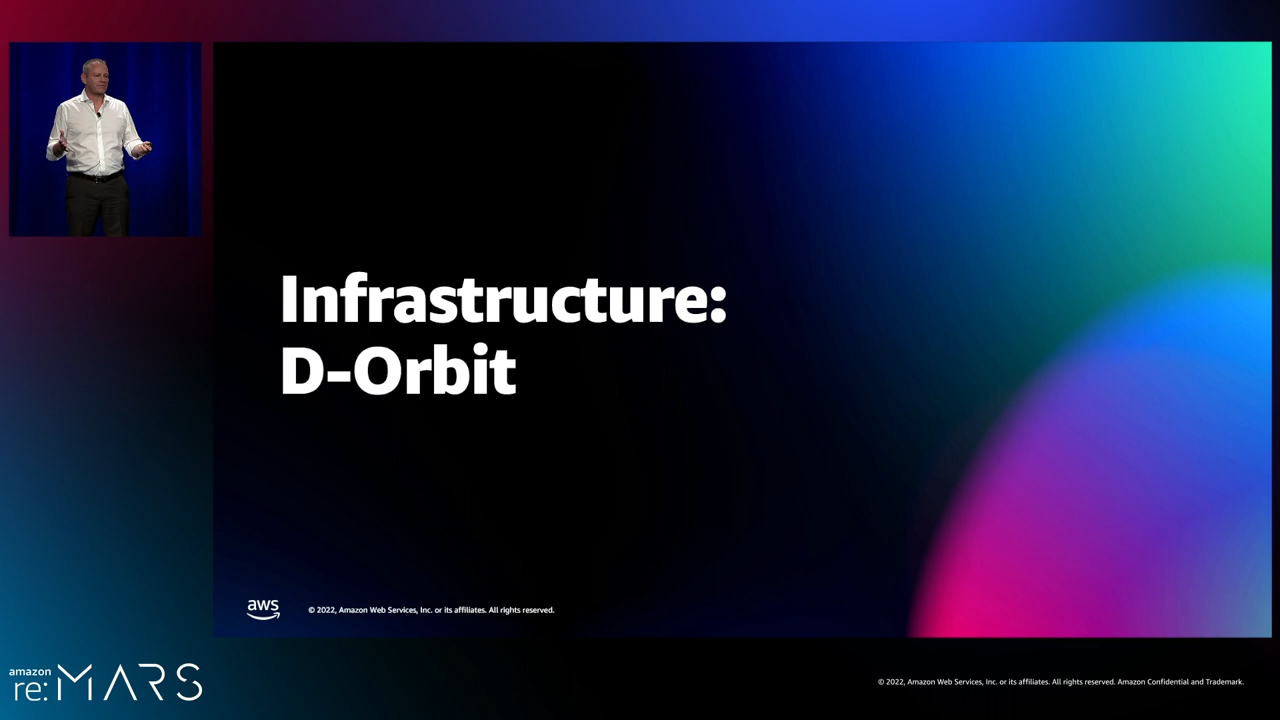 Infrastructure:
D-Orbit
aws
© 2022, Amazon Web Services, Inc. or its affiliates. All rights reserved.
amazon
re:MARS
© 2022, Amazon Web Services, Inc. or its affiliates. All rights reserved. Amazon Confidential and Trademark.